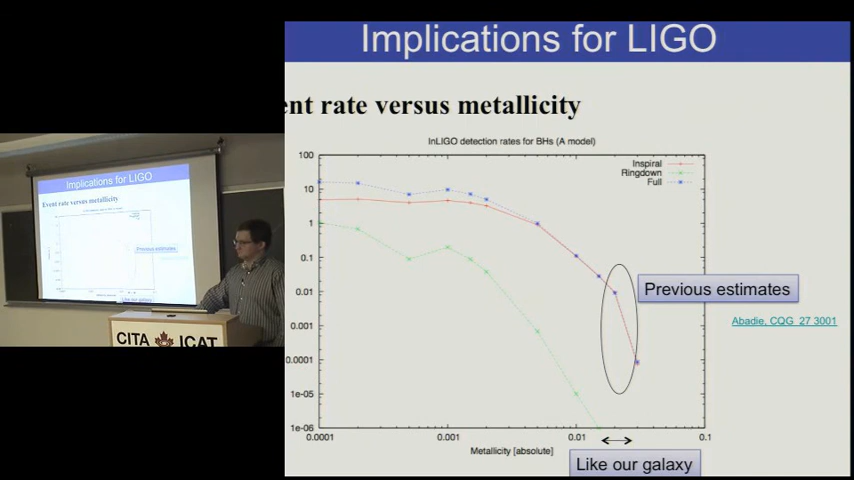 Implications for LIGO
ent rate versus metallicity
InLIGO detection rates for BHs (A model)
100
10
1
0.1
0.01
0.001
0.0001
1e-05
1e-06
0.0001
0.001
0.01
0.1
Metallicity [absolute]
Inspiral
Ringdown
Full
Previous estimates
Abadie, CQG 27 3001
Like our galaxy
Implications for LIGO
Event rate versus metallicity
Previous estimates
Like our galaxy
CITA ICAT